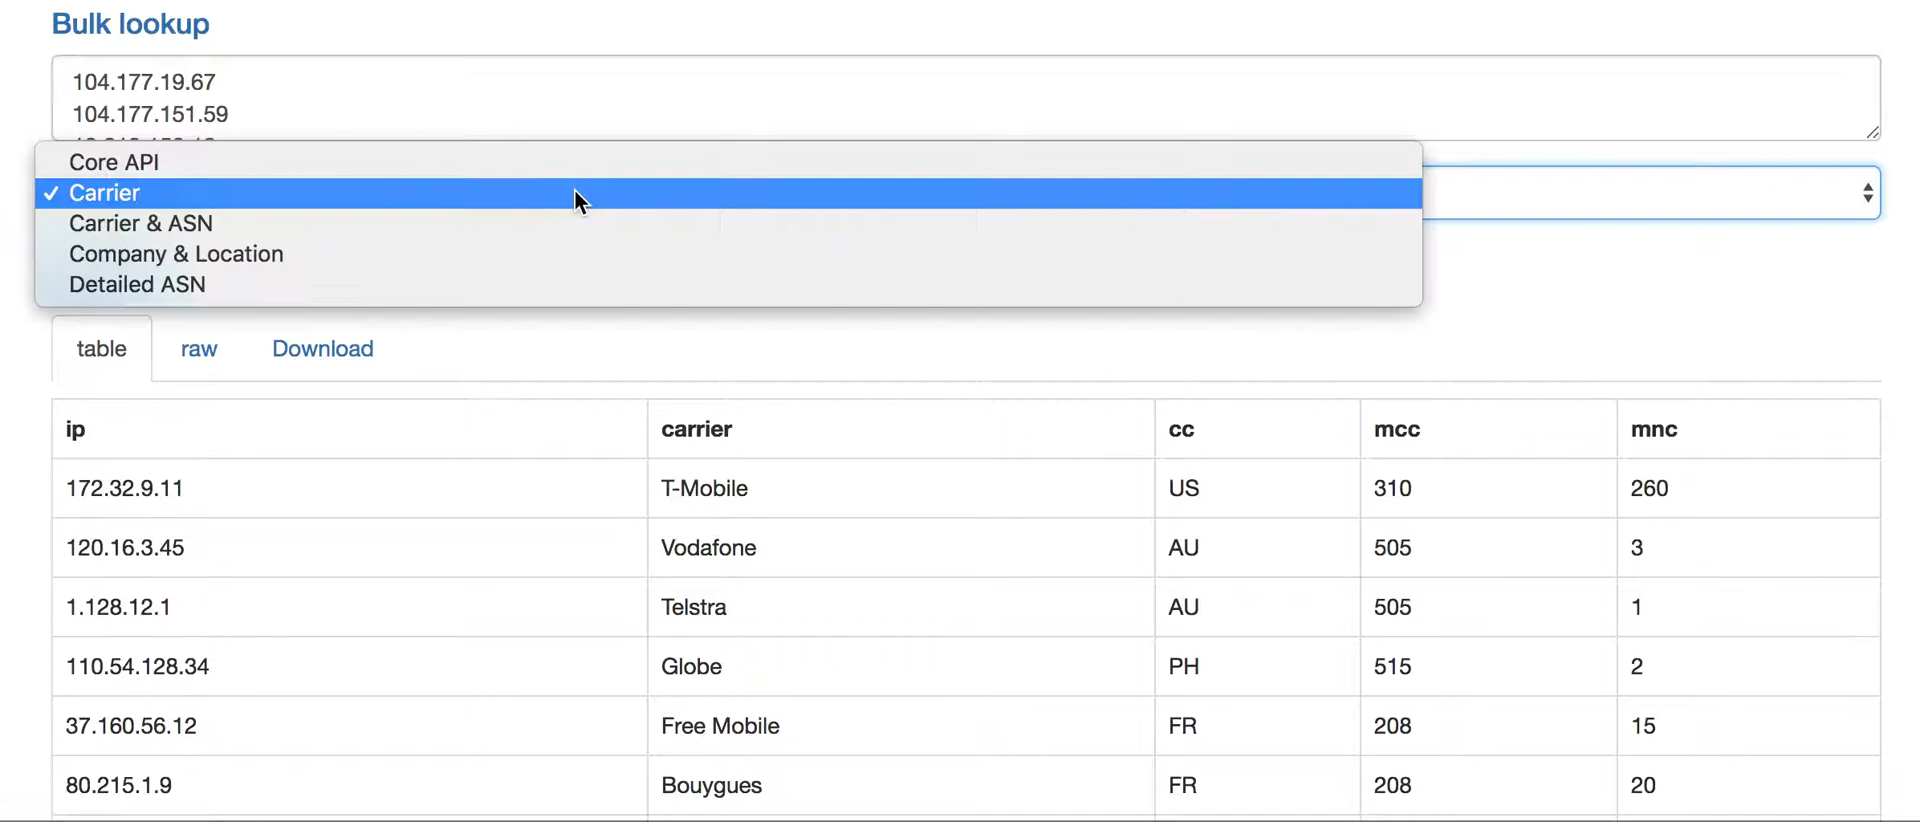 Bulk lookup
104.177.19.67
104.177.151.59
Core API
✓ Carrier
Carrier & ASN
Company & Location
Detailed ASN
table raw Download
ip carrier cc mcc mnc
172.32.9.11 T-Mobile US 310 260
120.16.3.45 Vodafone AU 505 3
1.128.12.1 Telstra AU 505 1
110.54.128.34 Globe PH 515 2
37.160.56.12 Free Mobile FR 208 15
80.215.1.9 Bouygues FR 208 20